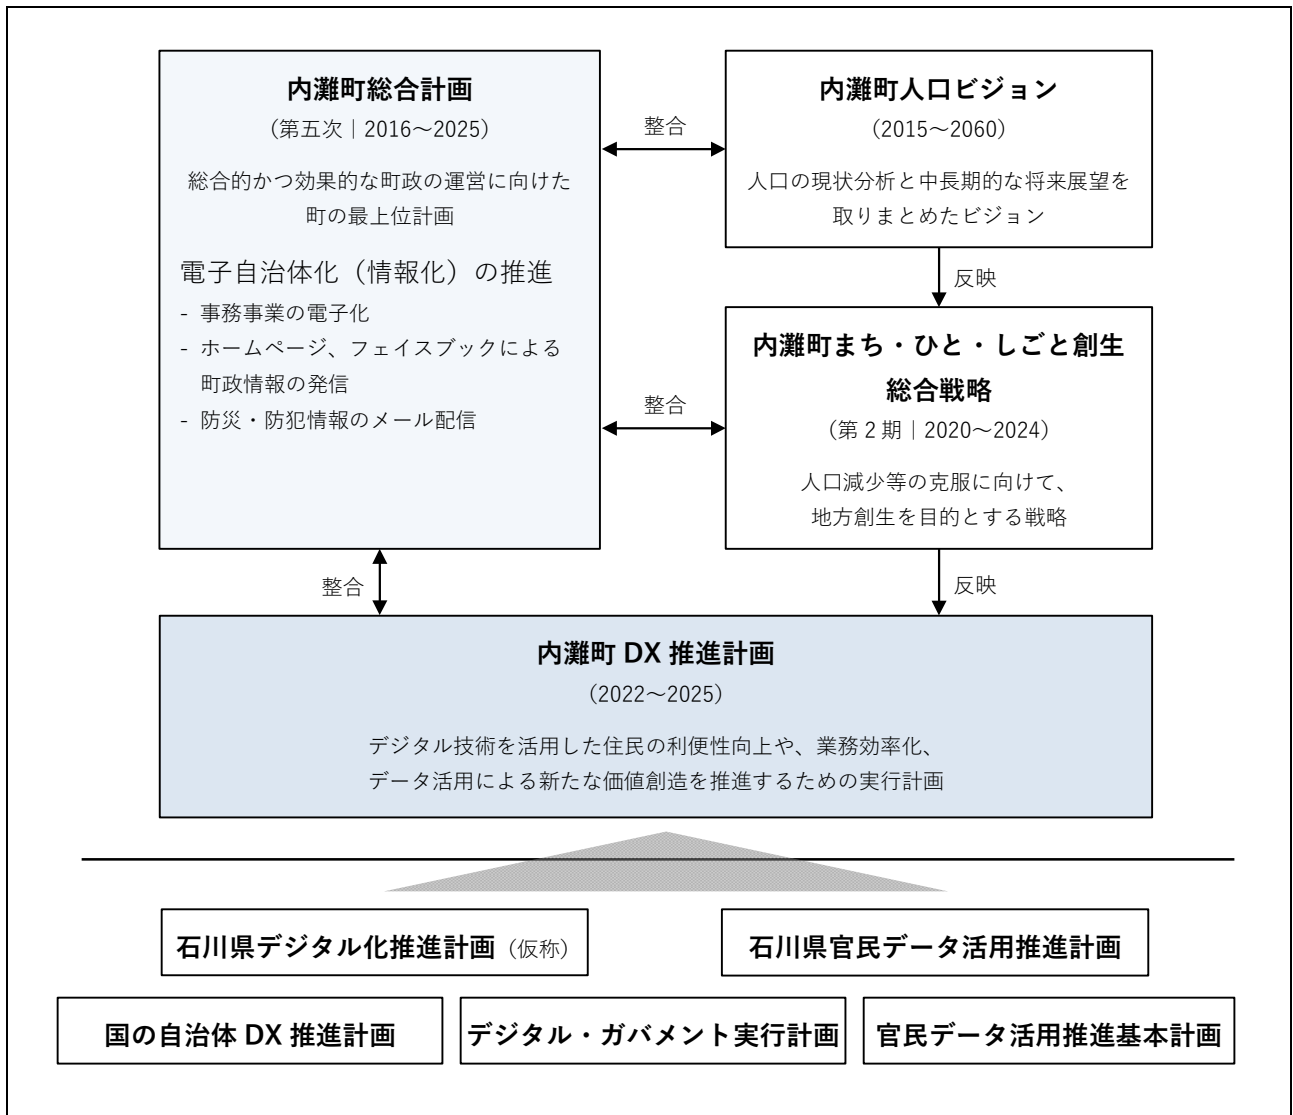 内灘町総合計画
（第五次｜2016～2025）
総合的かつ効果的な町政の運営に向けた
町の最上位計画
電子自治体化（情報化）の推進
- 事務事業の電子化
- ホームページ、フェイスブックによる
町政情報の発信
- 防災・防犯情報のメール配信
整合
内灘町人口ビジョン
（2015～2060）
人口の現状分析と中長期的な将来展望を
取りまとめたビジョン
反映
整合
内灘町まち・ひと・しごと創生
総合戦略
（第２期｜2020～2024）
人口減少等の克服に向けて、
地方創生を目的とする戦略
整合
反映
内灘町 DX 推進計画
（2022～2025）
デジタル技術を活用した住民の利便性向上や、業務効率化、
データ活用による新たな価値創造を推進するための実行計画
石川県デジタル化推進計画（仮称）
石川県官民データ活用推進計画
国の自治体 DX 推進計画
デジタル・ガバメント実行計画
官民データ活用推進基本計画